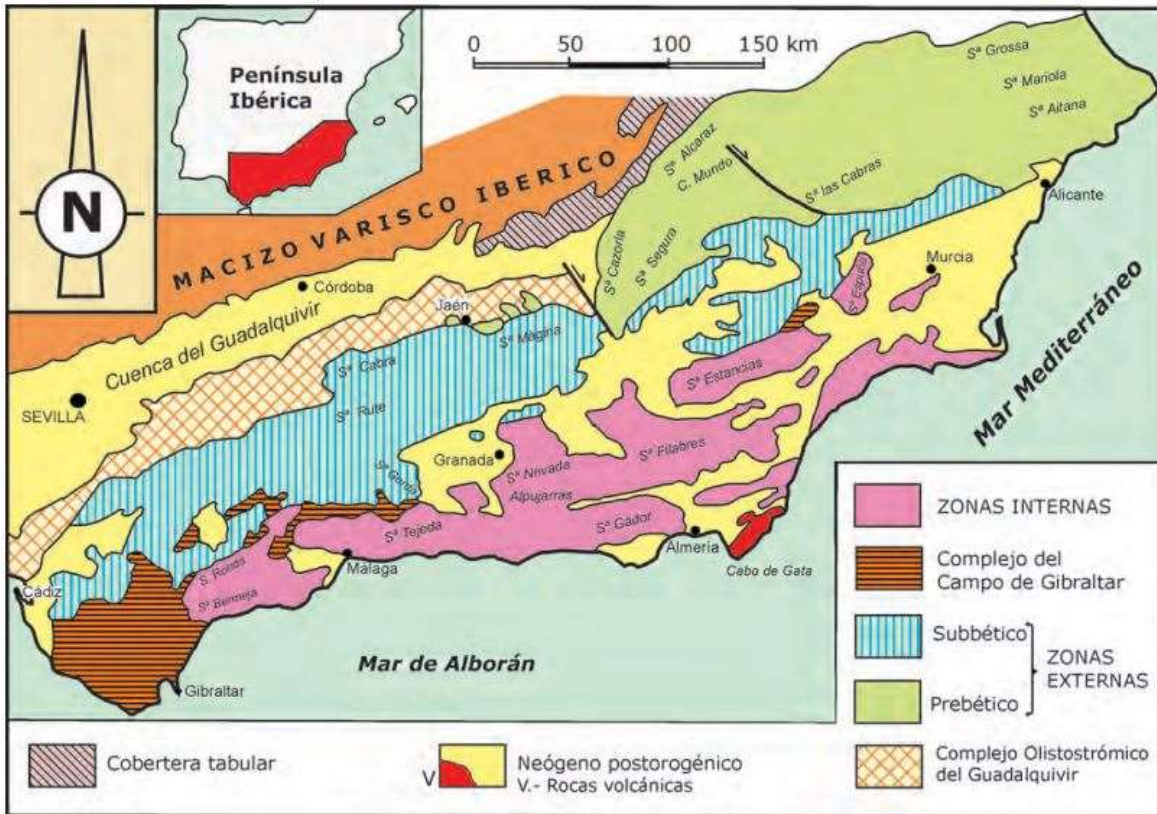 0 50 100 150 km
Península
Ibérica
N
MACIZO VARISCO IBERICO
Sª Grossa
Sª Mariola
Sª Aitana
Sª Alcaraz
C. Mundo
Sª las Cabras
Alicante
Sª Cazorla
Sª Segura
Murcia
Sª Espuña
Córdoba
Jaén
Cuenca del Guadalquivir
Sª Mágina
Sª Cabra
SEVILLA
Sª Rute
Sª Estancias
Mar Mediterráneo
Granada
Sª Gorda
Sª Nevada
Sª Filabres
Alpujarras
Sª Tejeda
Sª Gádor
Almería
Málaga
Cabo de Gata
S. Ronda
Sª Bermeja
Cádiz
Gibraltar
Mar de Alborán
ZONAS INTERNAS
Complejo del
Campo de Gibraltar
Subbético
ZONAS
EXTERNAS
Prebético
Complejo Olistostrómico
del Guadalquivir
Cobertera tabular
V
Neógeno postorogénico
V.- Rocas volcánicas